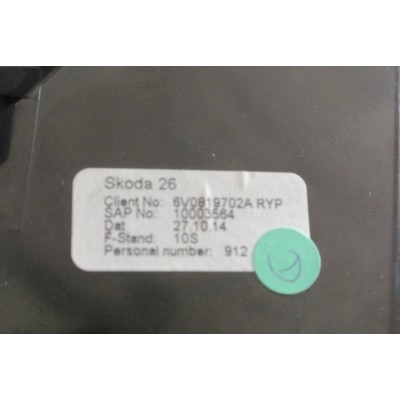 Skoda 26
Client No: 6V0819702A RYP
SAP No: 10003564
Dat 27.10.14
F-Stand: 10S
Personal number: 912